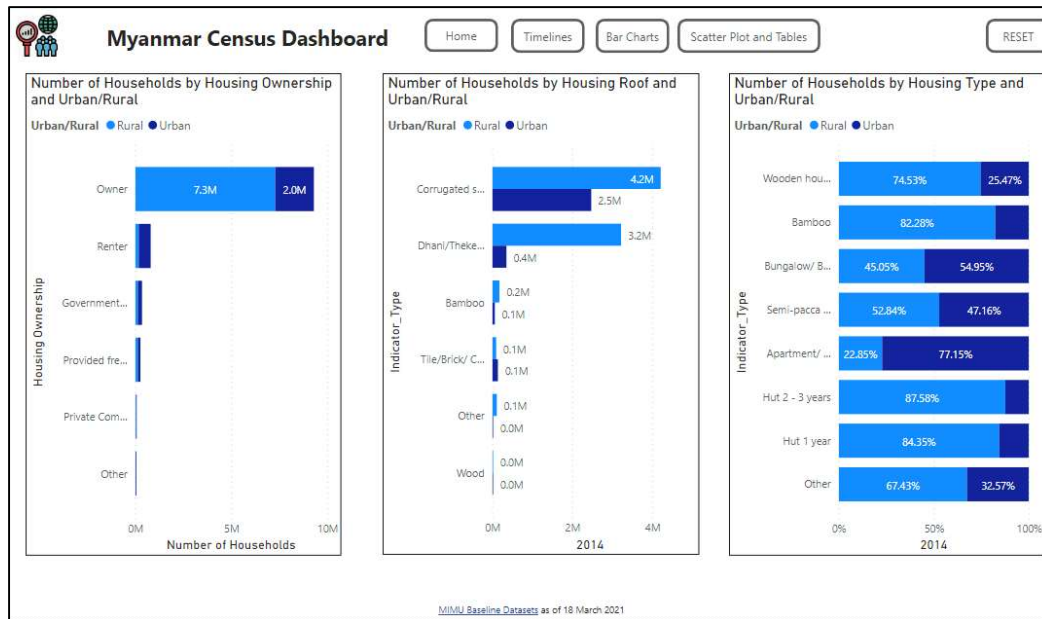 Myanmar Census Dashboard
Home
Timelines
Bar Charts
Scatter Plot and Tables
RESET
Number of Households by Housing Ownership
and Urban/Rural
Urban/Rural Rural Urban
Housing Ownership
Owner
7.3M 2.0M
Renter
Government...
Provided fre...
Private Com...
Other
0M 5M 10M
Number of Households
Number of Households by Housing Roof and
Urban/Rural
Urban/Rural Rural Urban
Indicator_Type
Corrugated s...
4.2M
2.5M
Dhani/Theke...
3.2M
0.4M
Bamboo
0.2M
0.1M
Tile/Brick/ C...
0.1M
0.1M
Other
0.1M
0.0M
Wood
0.0M
0.0M
0M 2M 4M
2014
Number of Households by Housing Type and
Urban/Rural
Urban/Rural Rural Urban
Indicator_Type
Wooden hou... 74.53% 25.47%
Bamboo 82.28%
Bungalow/ B... 45.05% 54.95%
Semi-pacca ... 52.84% 47.16%
Apartment/ ... 22.85% 77.15%
Hut 2 - 3 years 87.58%
Hut 1 year 84.35%
Other 67.43% 32.57%
0% 50% 100%
2014
MIMU Baseline Datasets as of 18 March 2021